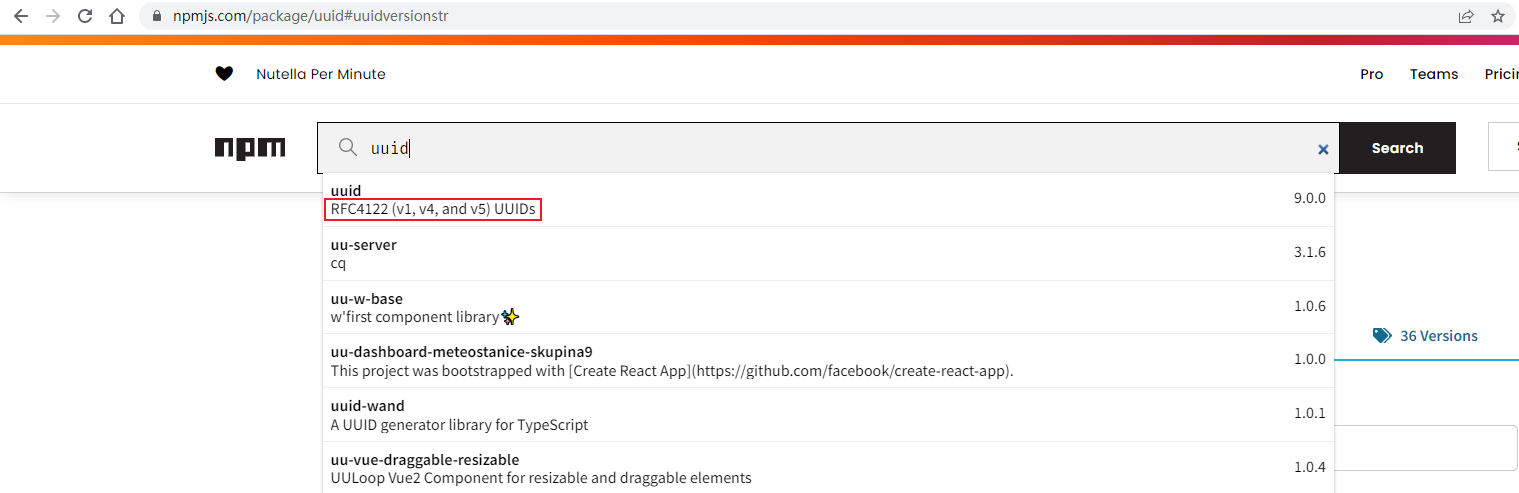 npmjs.com/package/uuid#uuidversionstr
Nutella Per Minute
Pro Teams
npm
uuid
Search
uuid
RFC4122 (v1, v4, and v5) UUIDs
9.0.0
uu-server
cq
3.1.6
uu-w-base
w'first component library✨
1.0.6
36 Versions
uu-dashboard-meteostanice-skupina9
This project was bootstrapped with [Create React App](https://github.com/facebook/create-react-app).
1.0.0
uuid-wand
A UUID generator library for TypeScript
1.0.1
uu-vue-draggable-resizable
UULoop Vue2 Component for resizable and draggable elements
1.0.4